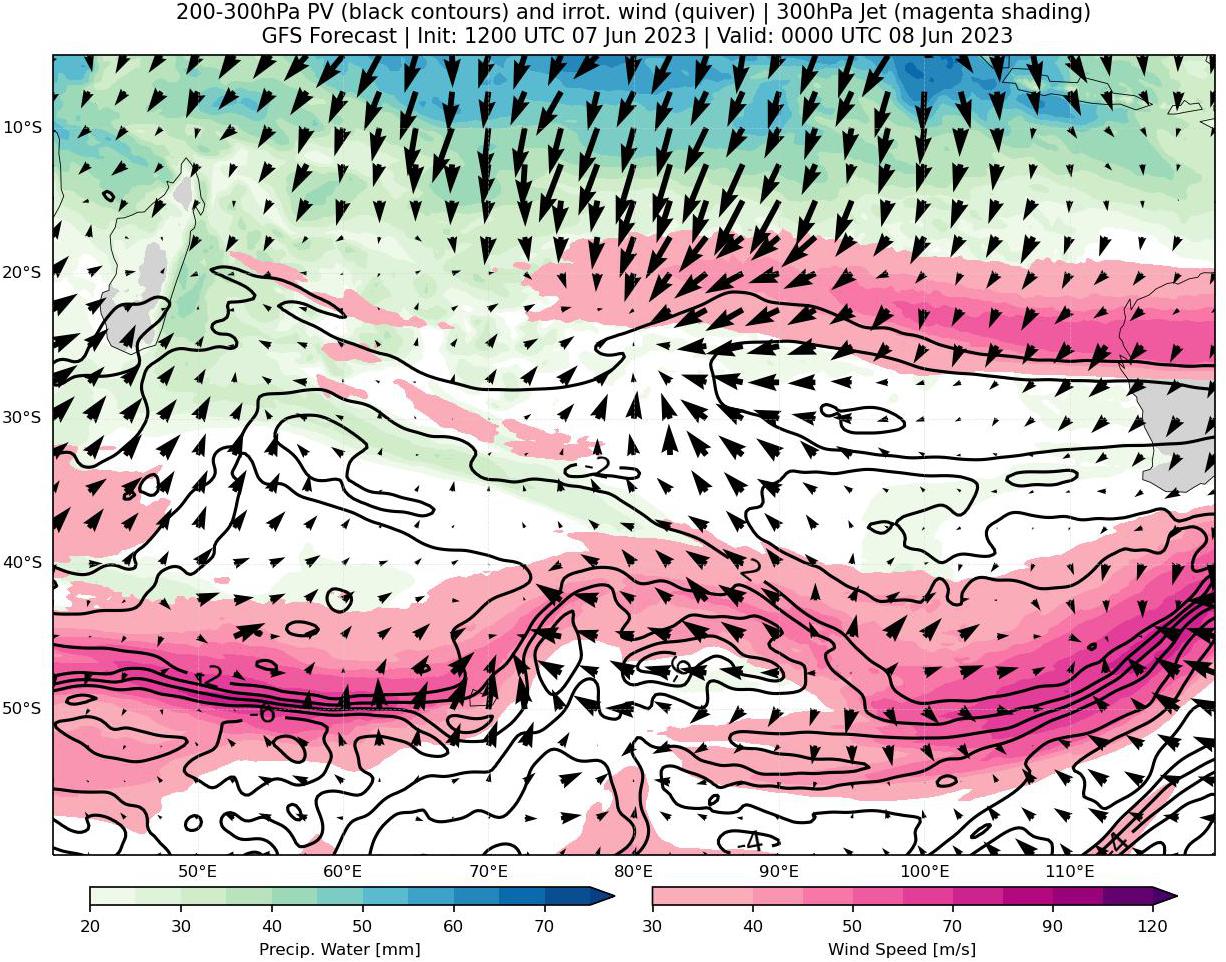 200-300hPa PV (black contours) and irrot. wind (quiver) | 300hPa Jet (magenta shading)
GFS Forecast | Init: 1200 UTC 07 Jun 2023 | Valid: 0000 UTC 08 Jun 2023
10°S
20°S
30°S
-2
40°S
-2
-2
-6
50°S
-6
-4
-4
50°E 60°E 70°E 80°E 90°E 100°E 110°E
20 30 40 50 60 70
30 40 50 70 90 120
Precip. Water [mm]
Wind Speed [m/s]